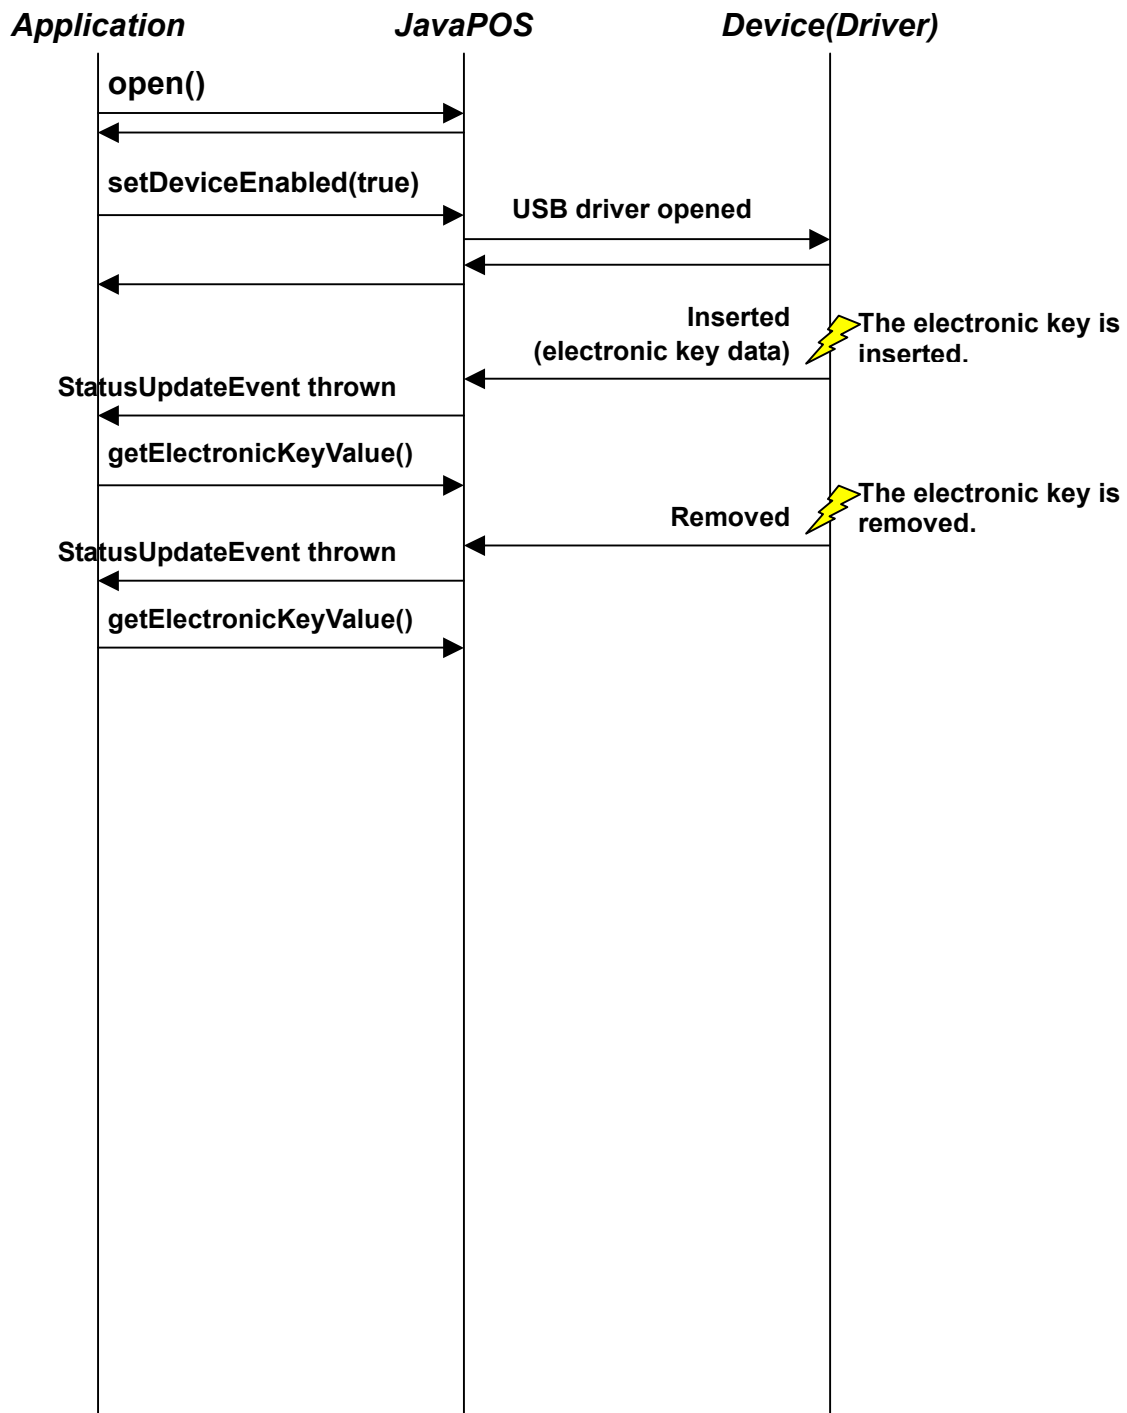 Application
JavaPOS
Device(Driver)
open()
setDeviceEnabled(true)
USB driver opened
Inserted
(electronic key data)
The electronic key is
inserted.
StatusUpdateEvent thrown
getElectronicKeyValue()
The electronic key is
removed.
Removed
StatusUpdateEvent thrown
getElectronicKeyValue()